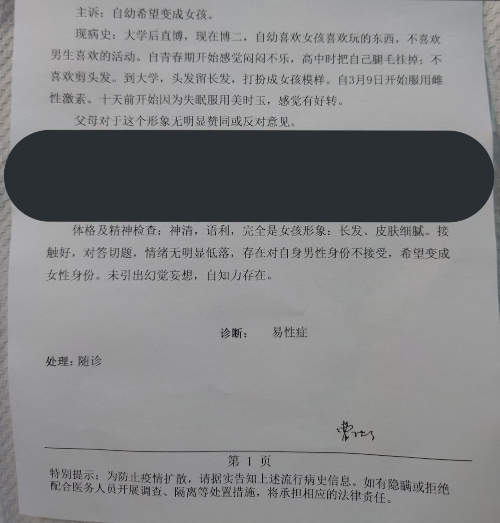 主诉：自幼希望变成女孩。
现病史：大学后直博，现在博二，自幼喜欢女孩喜欢玩的东西，不喜欢
男生喜欢的活动。自青春期开始感觉闷闷不乐，高中时把自己腿毛拄掉；不
喜欢剪头发。到大学，头发留长发，打扮成女孩模样。自3月9日开始服用雌
性激素。十天前开始因为失眠服用美时玉，感觉有好转。
父母对于这个形象无明显赞同或反对意见。
体格及精神检查：神清，语利，完全是女孩形象：长发、皮肤细腻。接
触好，对答切题，情绪无明显低落，存在对自身男性身份不接受，希望变成
女性身份。未引出幻觉妄想，自知力存在。
诊断： 易性症
处理：随诊
第 1 页
特别提示：为防止疫情扩散，请据实告知上述流行病史信息。如有隐瞒或拒绝
配合医务人员开展调查、隔离等处置措施，将承担相应的法律责任。